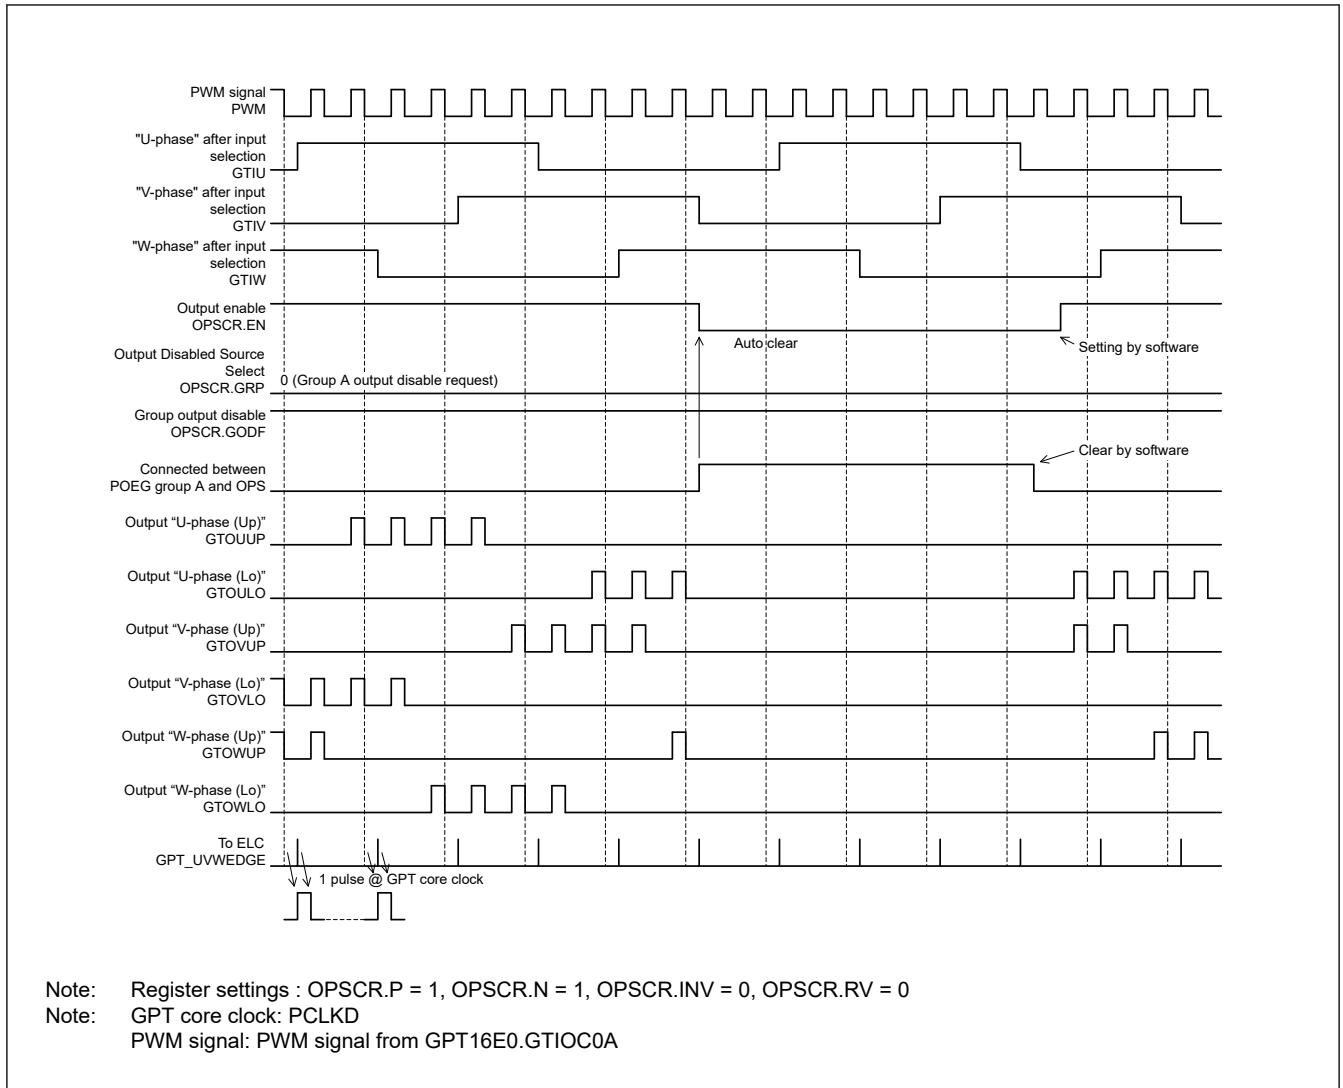 PWM signal
PWM
"U-phase" after input
selection
GTIU
"V-phase" after input
selection
GTIV
"W-phase" after input
selection
GTIW
Output enable
OPSCR.EN
Auto clear
Setting by software
Output Disabled Source
Select
OPSCR.GRP
0 (Group A output disable request)
Group output disable
OPSCR.GODF
Clear by software
Connected between
POEG group A and OPS
Output “U-phase (Up)”
GTOUUP
Output “U-phase (Lo)”
GTOULO
Output “V-phase (Up)”
GTOVUP
Output “V-phase (Lo)”
GTOVLO
Output “W-phase (Up)”
GTOWUP
Output “W-phase (Lo)”
GTOWLO
To ELC
GPT_UVWEDGE
1 pulse @ GPT core clock
Note: Register settings : OPSCR.P = 1, OPSCR.N = 1, OPSCR.INV = 0, OPSCR.RV = 0
Note: GPT core clock: PCLKD
PWM signal: PWM signal from GPT16E0.GTIOC0A